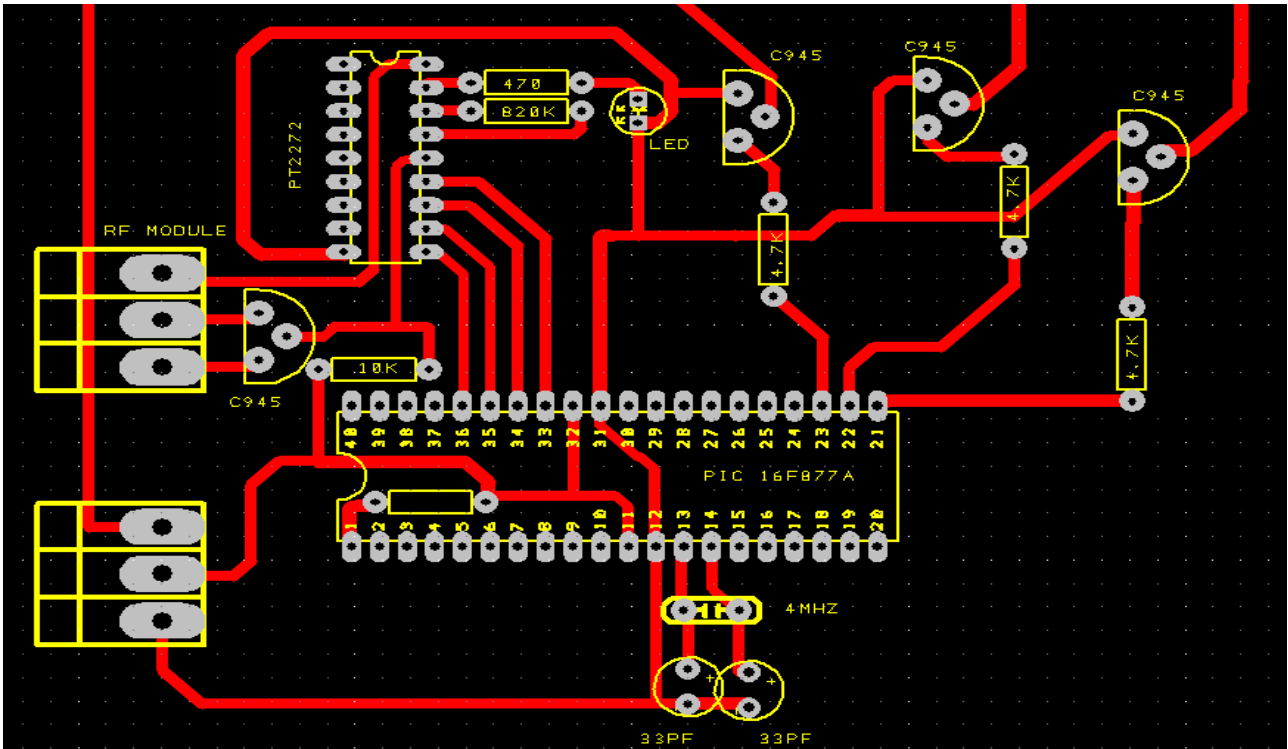 C945
C945
C945
470
820K
LED
PT2272
4.7K
4.7K
RF MODULE
4.7K
.10K
C945
40 39 38 37 36 35 34 33 32 31 30 29 28 27 26 25 24 23 22 21
PIC 16F877A
1 2 3 4 5 6 7 8 9 10 11 12 13 14 15 16 17 18 19 20
4MHZ
+ +
33PF 33PF